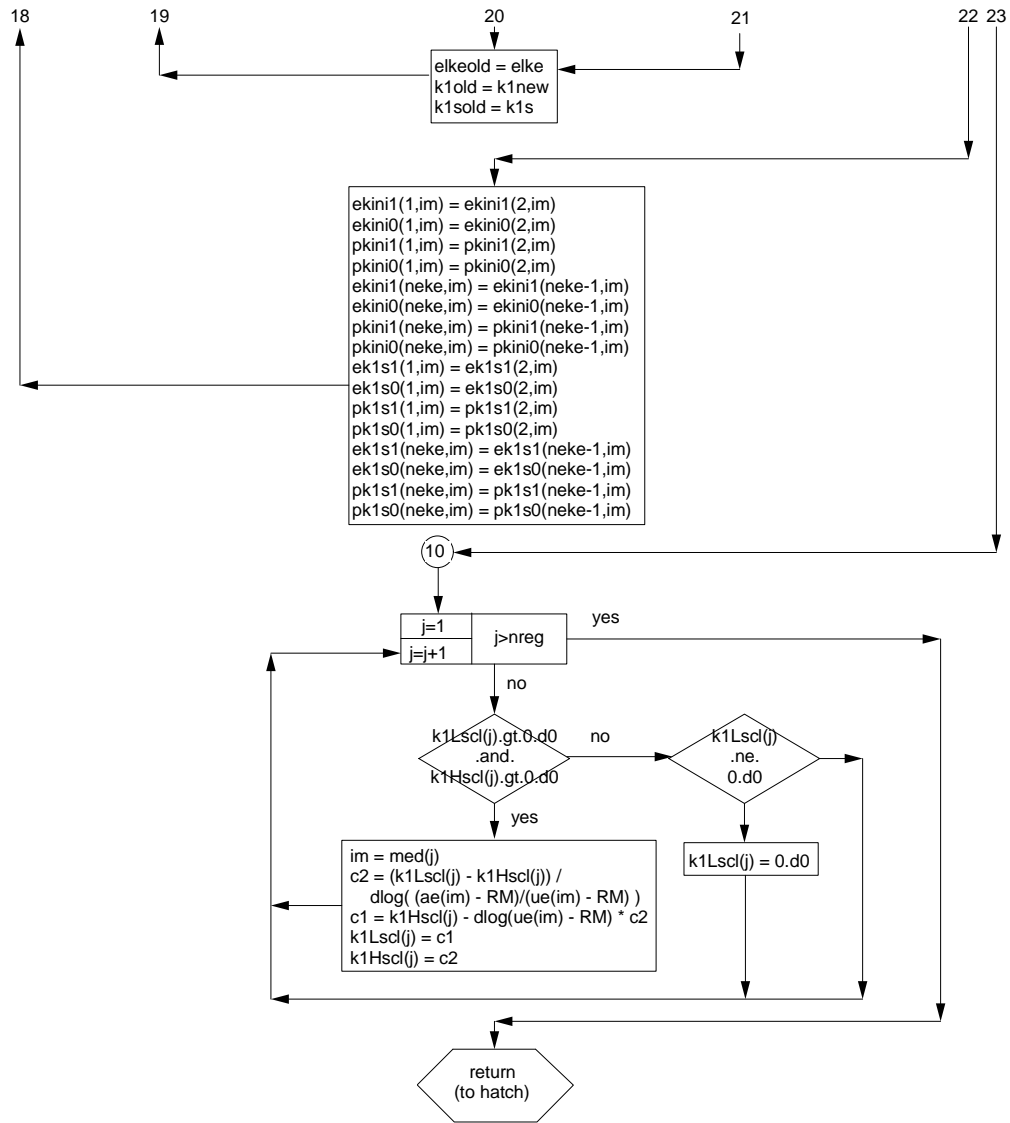 18 19 20 21 22 23
elkeold = elke
k1old = k1new
k1sold = k1s
ekini1(1,im) = ekini1(2,im)
ekini0(1,im) = ekini0(2,im)
pkini1(1,im) = pkini1(2,im)
pkini0(1,im) = pkini0(2,im)
ekini1(neke,im) = ekini1(neke-1,im)
ekini0(neke,im) = ekini0(neke-1,im)
pkini1(neke,im) = pkini1(neke-1,im)
pkini0(neke,im) = pkini0(neke-1,im)
ek1s1(1,im) = ek1s1(2,im)
ek1s0(1,im) = ek1s0(2,im)
pk1s1(1,im) = pk1s1(2,im)
pk1s0(1,im) = pk1s0(2,im)
ek1s1(neke,im) = ek1s1(neke-1,im)
ek1s0(neke,im) = ek1s0(neke-1,im)
pk1s1(neke,im) = pk1s1(neke-1,im)
pk1s0(neke,im) = pk1s0(neke-1,im)
10
j=1
j=j+1
j>nreg
yes
no
k1Lscl(j).gt.0.d0
.and.
k1Hscl(j).gt.0.d0
no
k1Lscl(j)
.ne.
0.d0
yes
im = med(j)
c2 = (k1Lscl(j) - k1Hscl(j)) /
dlog( (ae(im) - RM)/(ue(im) - RM) )
c1 = k1Hscl(j) - dlog(ue(im) - RM) * c2
k1Lscl(j) = c1
k1Hscl(j) = c2
k1Lscl(j) = 0.d0
return
(to hatch)